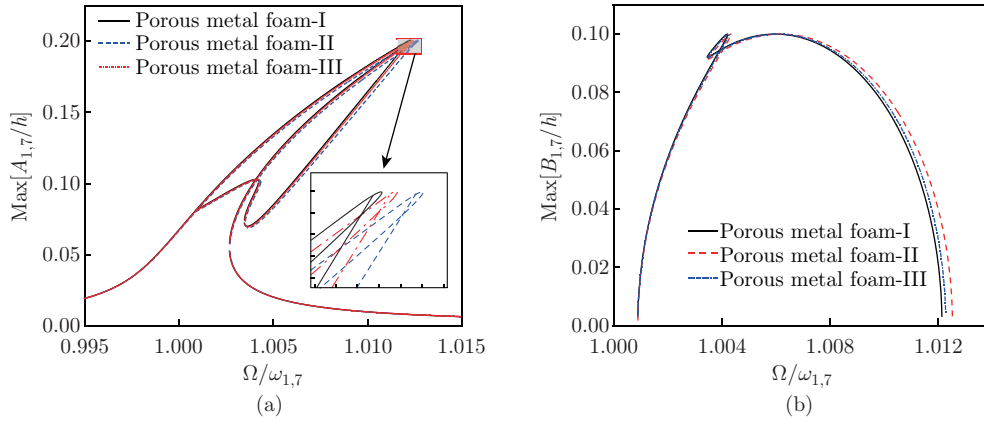 Porous metal foam-I
Porous metal foam-II
Porous metal foam-III
Max[A1,7/h]
0.20
0.15
0.10
0.05
0.00
0.995
1.000
1.005
1.010
1.015
Ω/ω1,7
(a)
Max[B1,7/h]
0.10
0.08
0.06
0.04
0.02
0
Porous metal foam-I
Porous metal foam-II
Porous metal foam-III
1.000
1.004
1.008
1.012
Ω/ω1,7
(b)